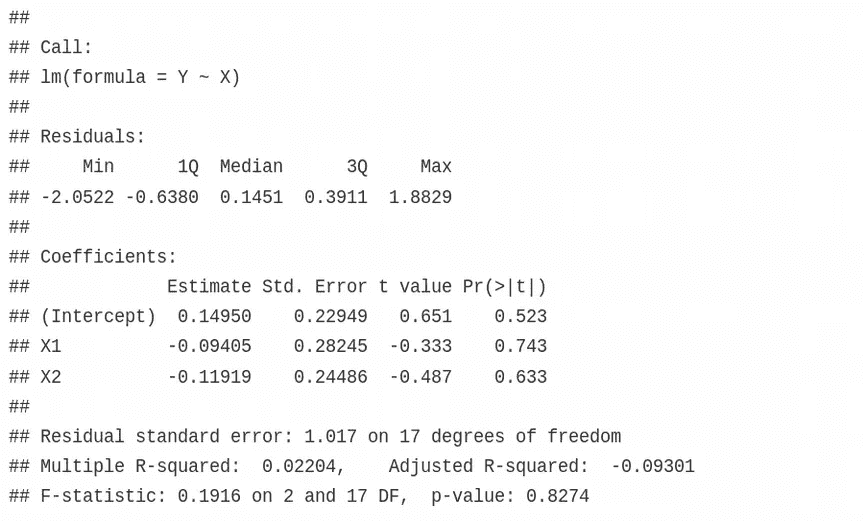 ##
## Call:
## lm(formula = Y ~ X)
##
## Residuals:
##     Min      1Q  Median      3Q     Max
## -2.0522 -0.6380  0.1451  0.3911  1.8829
##
## Coefficients:
##             Estimate Std. Error t value Pr(>|t|)
## (Intercept)  0.14950    0.22949   0.651    0.523
## X1          -0.09405    0.28245  -0.333    0.743
## X2          -0.11919    0.24486  -0.487    0.633
##
## Residual standard error: 1.017 on 17 degrees of freedom
## Multiple R-squared:  0.02204,    Adjusted R-squared:  -0.09301
## F-statistic: 0.1916 on 2 and 17 DF,  p-value: 0.8274